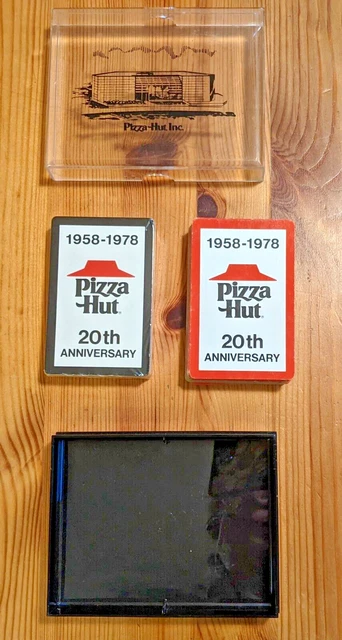 Pizza Hut, Inc.
1958-1978
Pizza
Hut
20th
ANNIVERSARY
1958-1978
Pizza
Hut
20th
ANNIVERSARY